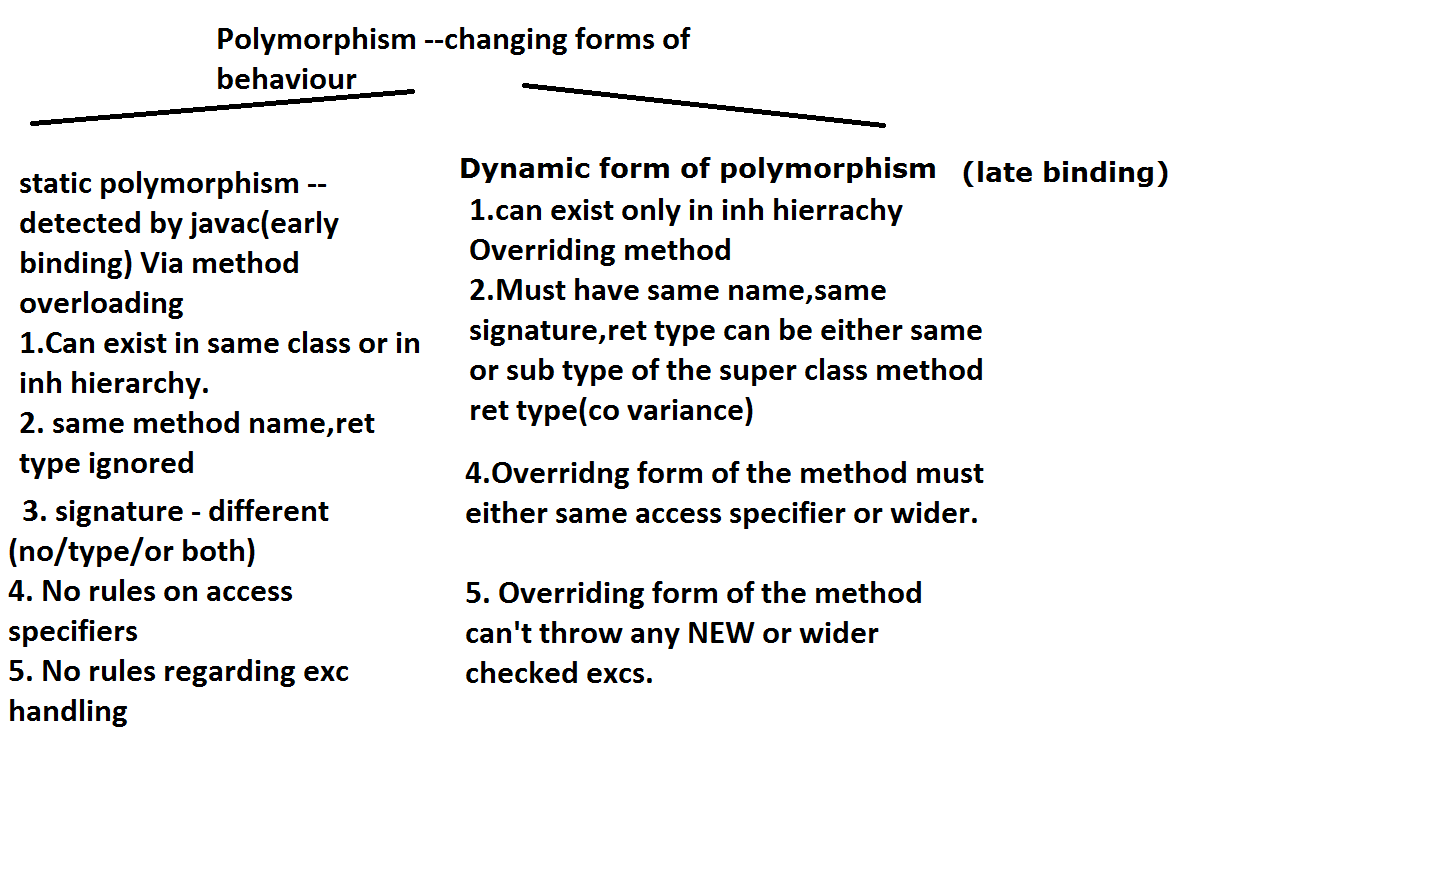 Polymorphism --changing forms of
behaviour
static polymorphism --
detected by javac(early
binding) Via method
overloading
1.Can exist in same class or in
inh hierarchy.
2. same method name,ret
type ignored
3. signature - different
(no/type/or both)
4. No rules on access
specifiers
5. No rules regarding exc
handling
Dynamic form of polymorphism (late binding)
1.can exist only in inh hierrachy
Overriding method
2.Must have same name,same
signature,ret type can be either same
or sub type of the super class method
ret type(co variance)
4.Overridng form of the method must
either same access specifier or wider.
5. Overriding form of the method
can't throw any NEW or wider
checked excs.